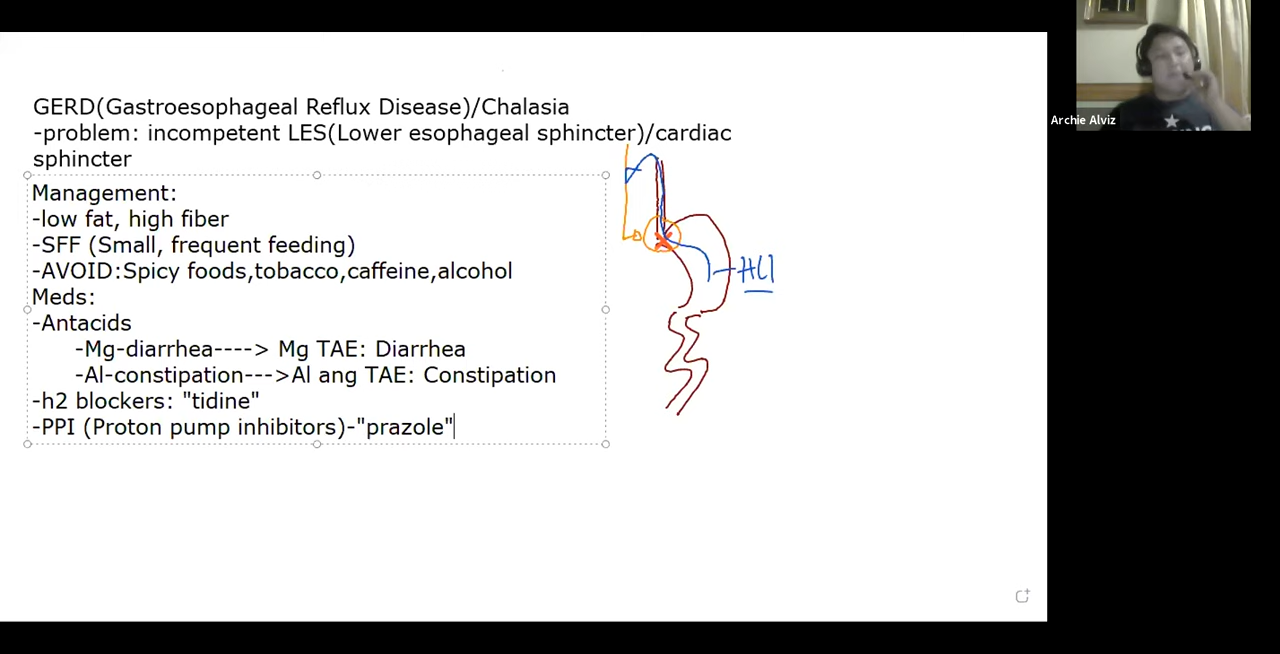 GERD(Gastroesophageal Reflux Disease)/Chalasia
-problem: incompetent LES(Lower esophageal sphincter)/cardiac
sphincter
Management:
-low fat, high fiber
-SFF (Small, frequent feeding)
-AVOID:Spicy foods,tobacco,caffeine,alcohol
Meds:
-Antacids
-Mg-diarrhea----> Mg TAE: Diarrhea
-Al-constipation--->Al ang TAE: Constipation
-h2 blockers: "tidine"
-PPI (Proton pump inhibitors)-"prazole"
HCl
Archie Alviz